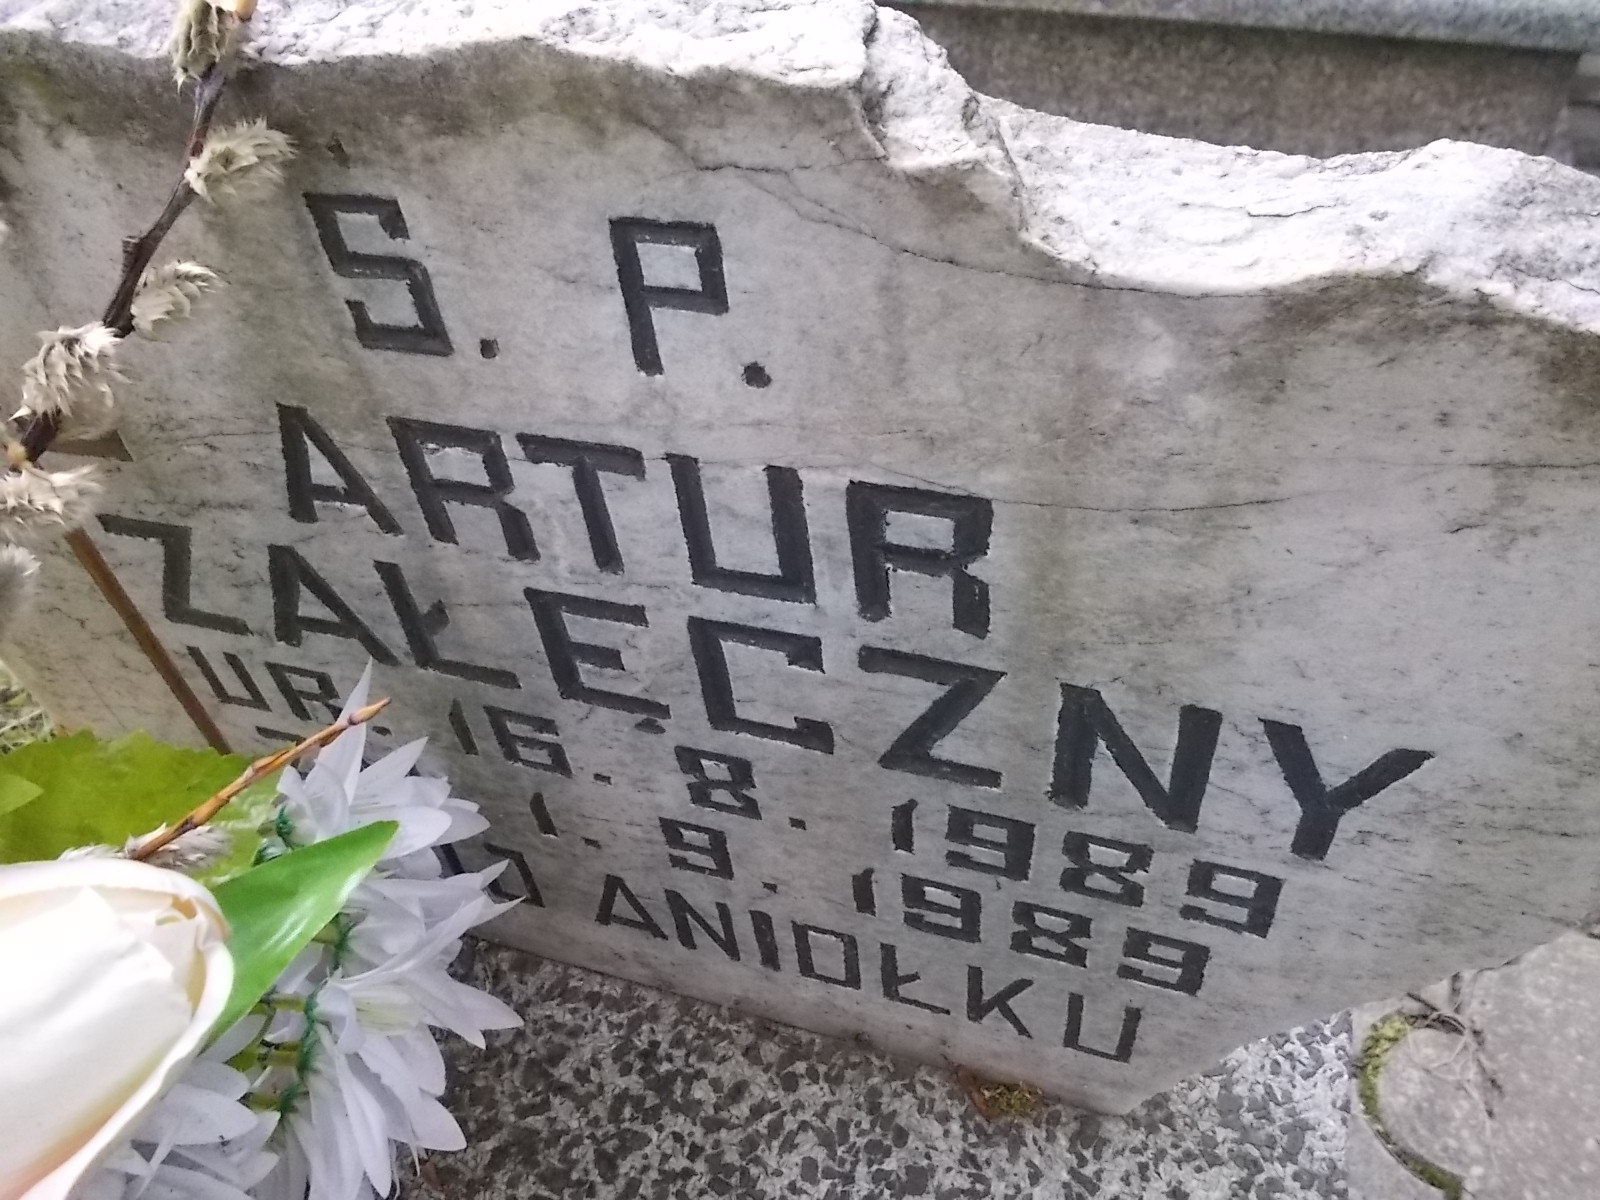 S. P.
ARTUR
ZAŁĘCZNY
UR. 16. 8. 1989
1. 9. 1989
ANIOŁKU